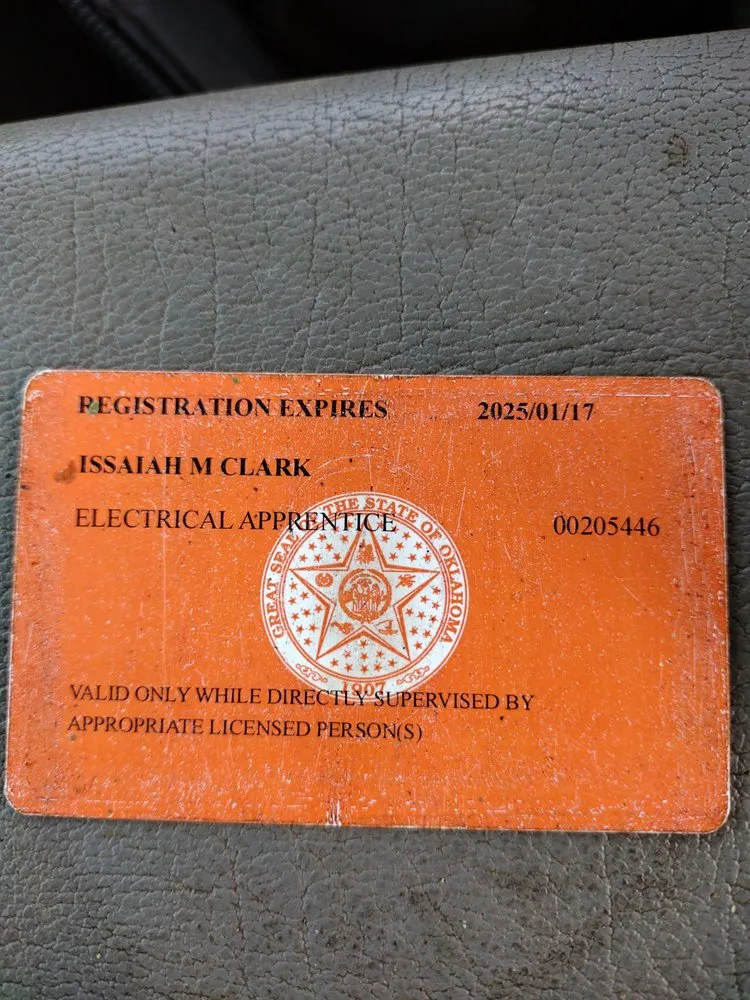 REGISTRATION EXPIRES 2025/01/17
ISSAIAH M CLARK
ELECTRICAL APPRENTICE 00205446
GREAT SEAL OF THE STATE OF OKLAHOMA
1907
VALID ONLY WHILE DIRECTLY SUPERVISED BY
APPROPRIATE LICENSED PERSON(S)